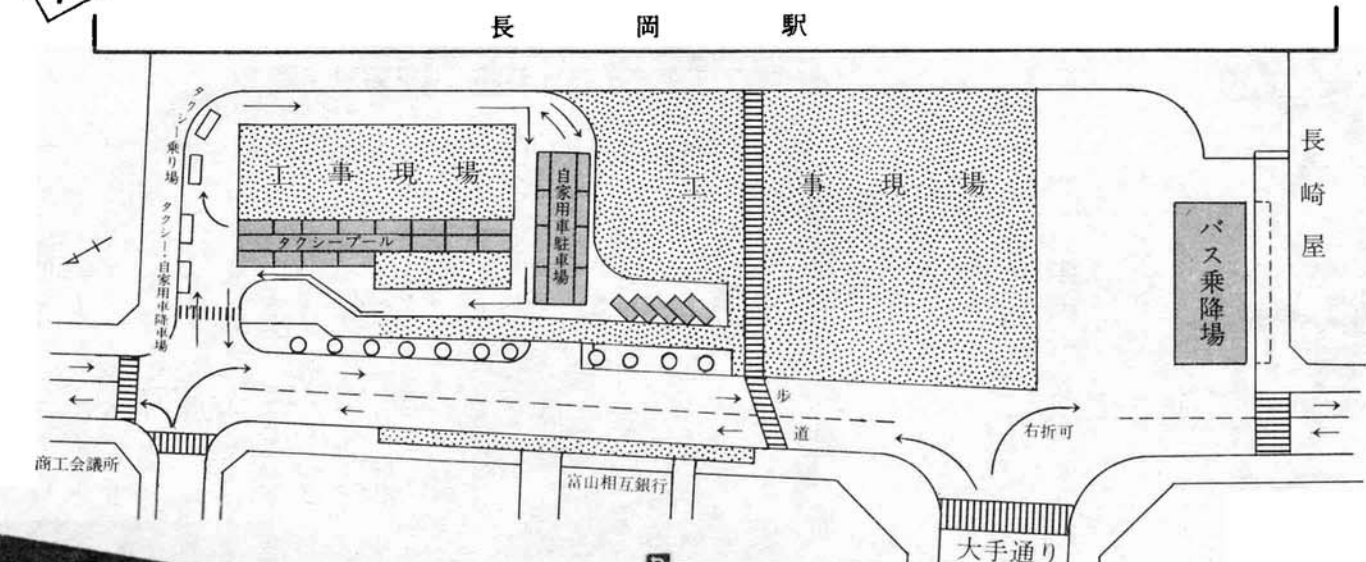 長岡駅
タクシー乗り場
工事現場
自家用車駐車場
工事現場
長崎屋
タクシープール
バス乗降場
タクシー・自家用車降車場
歩道
右折可
商工会議所
富山相互銀行
大手通り